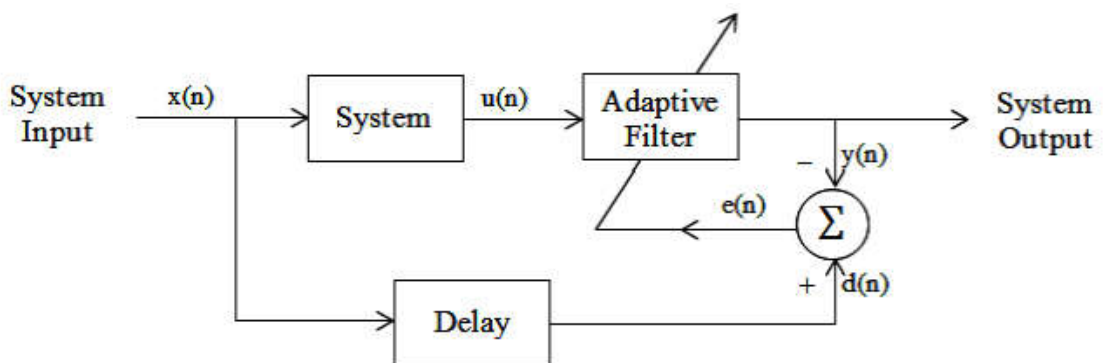 System
Input
x(n)
System
u(n)
Adaptive
Filter
System
Output
− y(n)
e(n)
Σ
+ d(n)
Delay